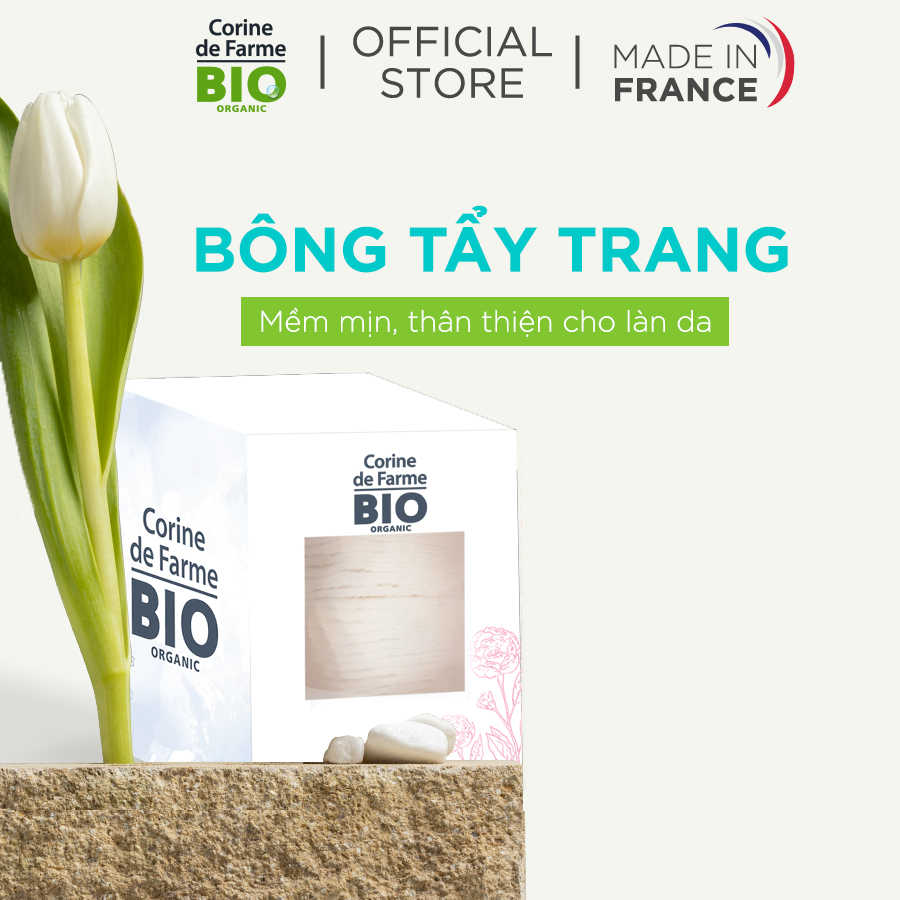 Corine
de Farme
BIO
ORGANIC
OFFICIAL
STORE
MADE IN
FRANCE
BÔNG TẨY TRANG
Mềm mịn, thân thiện cho làn da
Corine
de Farme
BIO
ORGANIC
Corine
de Farme
BIO
ORGANIC